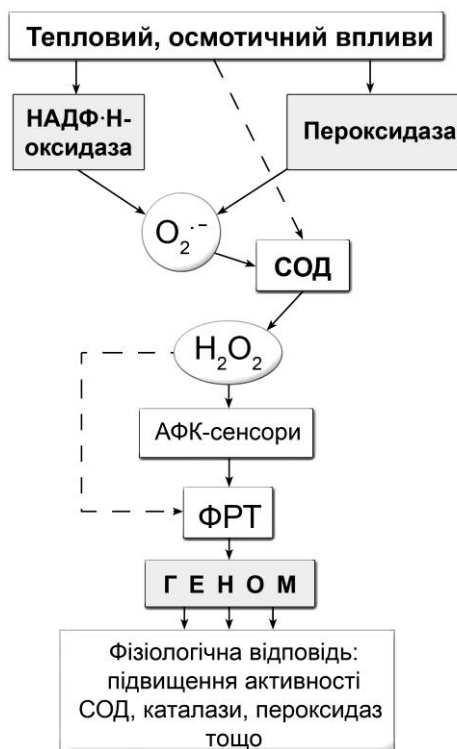 Тепловий, осмотичний впливи
НАДФ·Н-
оксидаза
Пероксидаза
O₂·−
СОД
H₂O₂
АФК-сенсори
ФРТ
Г Е Н О М
Фізіологічна відповідь:
підвищення активності
СОД, каталази, пероксидаз
тощо